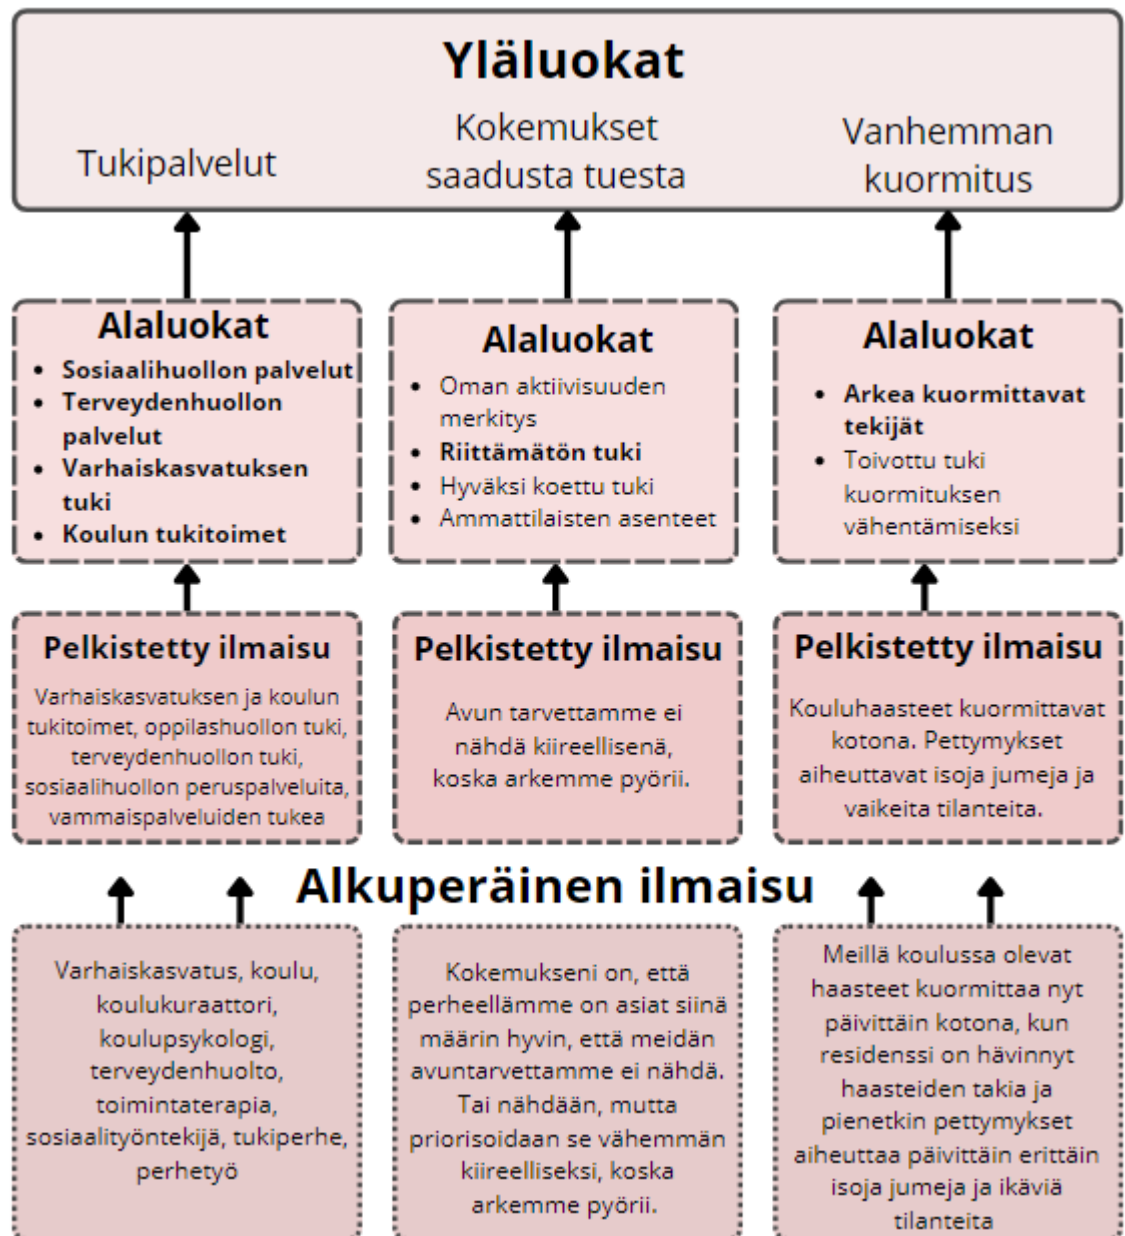 Yläluokat
Tukipalvelut
Kokemukset
saadusta tuesta
Vanhemman
kuormitus
Alaluokat
• Sosiaalihuollon palvelut
• Terveydenhuollon
palvelut
• Varhaiskasvatuksen
tuki
• Koulun tukitoimet
Alaluokat
• Oman aktiivisuuden
merkitys
• Riittämätön tuki
• Hyväksi koettu tuki
• Ammattilaisten asenteet
Alaluokat
• Arkea kuormittavat
tekijät
• Toivottu tuki
kuormituksen
vähentämiseksi
Pelkistetty ilmaisu
Varhaiskasvatuksen ja koulun
tukitoimet, oppilashuollon tuki,
terveydenhuollon tuki,
sosiaalihuollon peruspalveluita,
vammaispalveluiden tukea
Pelkistetty ilmaisu
Avun tarvettamme ei
nähdä kiireellisenä,
koska arkemme pyörii.
Pelkistetty ilmaisu
Kouluhaasteet kuormittavat
kotona. Pettymykset
aiheuttavat isoja jumeja ja
vaikeita tilanteita.
Alkuperäinen ilmaisu
Varhaiskasvatus, koulu,
koulukuraattori,
koulupsykologi,
terveydenhuolto,
toimintaterapia,
sosiaalityöntekijä, tukiperhe,
perhetyö
Kokemukseni on, että
perheellämme on asiat siinä
määrin hyvin, että meidän
avuntarvettamme ei nähdä.
Tai nähdään, mutta
priorisoidaan se vähemmän
kiireelliseksi, koska
arkemme pyörii.
Meillä koulussa olevat
haasteet kuormittaa nyt
päivittäin kotona, kun
residenssi on hävinnyt
haasteiden takia ja
pienetkin pettymykset
aiheuttaa päivittäin erittäin
isoja jumeja ja ikäviä
tilanteita